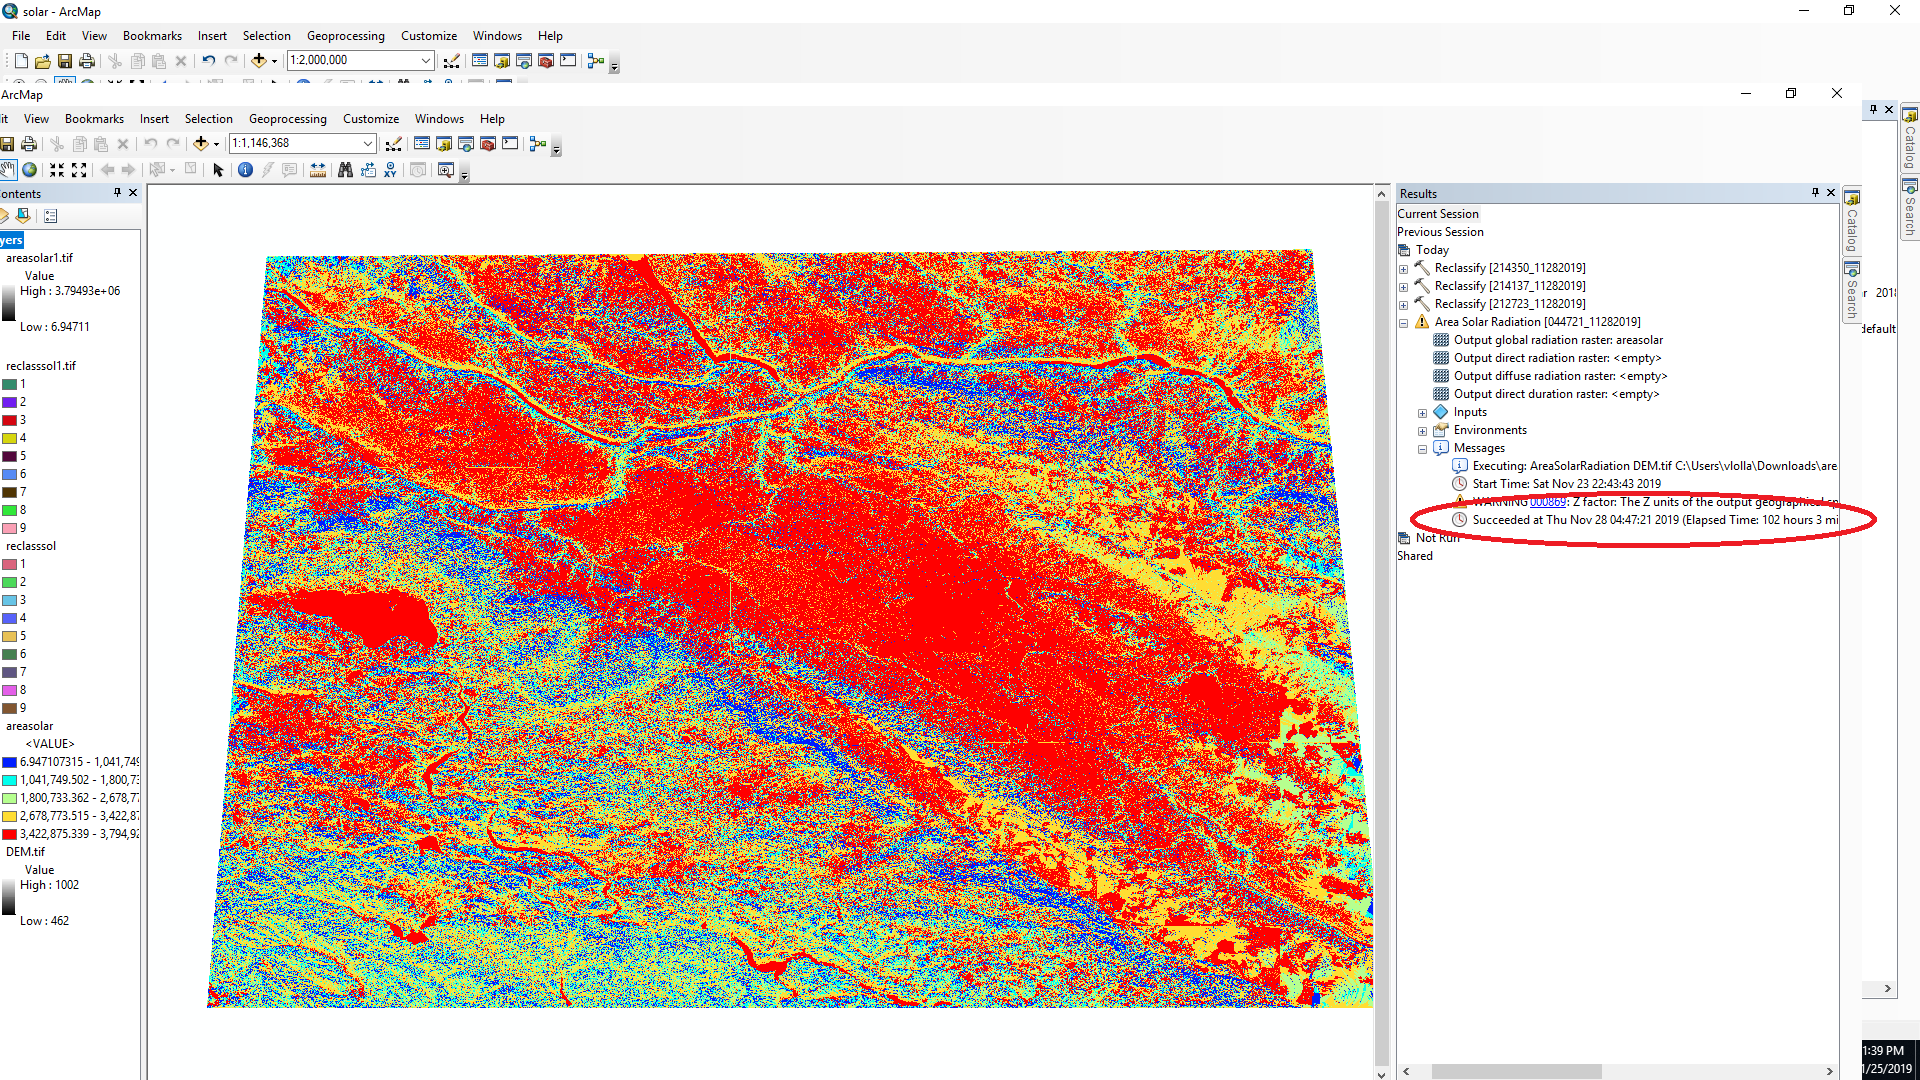 solar - ArcMap
File Edit View Bookmarks Insert Selection Geoprocessing Customize Windows Help
1:2,000,000
ArcMap
it View Bookmarks Insert Selection Geoprocessing Customize Windows Help
1:1,146,368
XY
ontents
yers
areasolar1.tif
Value
High : 3.79493e+06
Low : 6.94711
reclasssol1.tif
1
2
3
4
5
6
7
8
9
reclasssol
1
2
3
4
5
6
7
8
9
areasolar
<VALUE>
6.947107315 - 1,041,749
1,041,749.502 - 1,800,73
1,800,733.362 - 2,678,77
2,678,773.515 - 3,422,87
3,422,875.339 - 3,794,92
DEM.tif
Value
High : 1002
Low : 462
Results
Current Session
Previous Session
Today
Reclassify [214350_11282019]
Reclassify [214137_11282019]
Reclassify [212723_11282019]
Area Solar Radiation [044721_11282019]
Output global radiation raster: areasolar
Output direct radiation raster: <empty>
Output diffuse radiation raster: <empty>
Output direct duration raster: <empty>
Inputs
Environments
Messages
Executing: AreaSolarRadiation DEM.tif C:\Users\vlolla\Downloads\are
Start Time: Sat Nov 23 22:43:43 2019
WARNING 000869: Z factor: The Z units of the output geographical sp
Succeeded at Thu Nov 28 04:47:21 2019 (Elapsed Time: 102 hours 3 mi
Not Run
Shared
Catalog
Search
Catalog
Search
r 2018
default
1:39 PM
1/25/2019